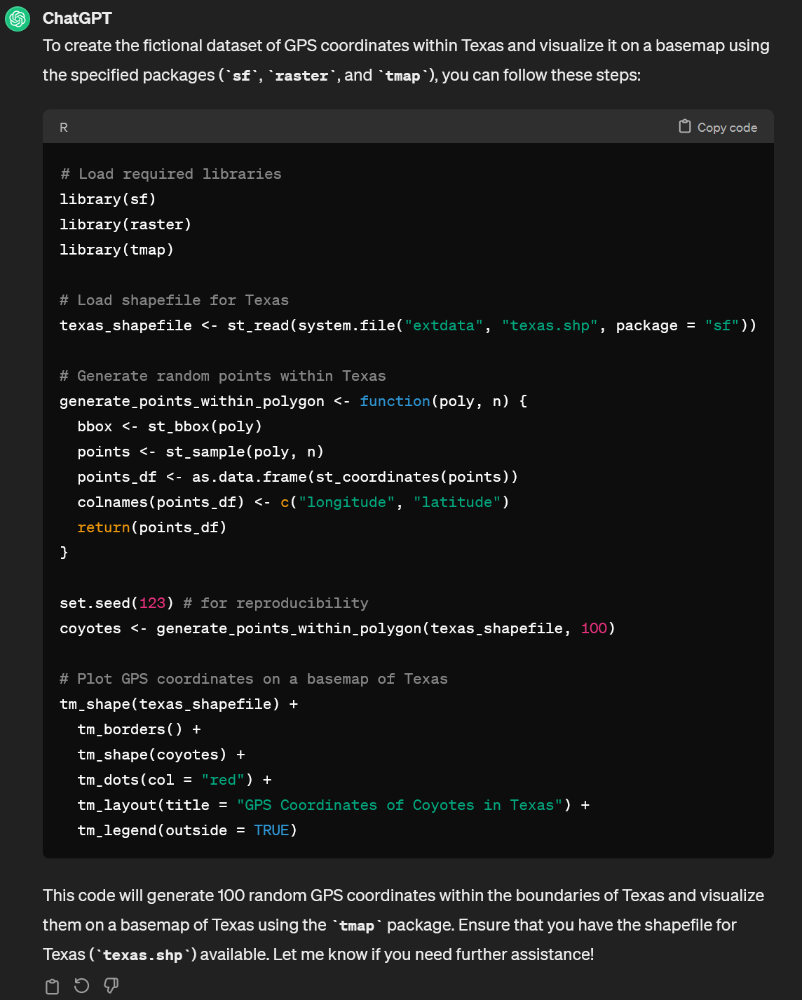 ChatGPT
To create the fictional dataset of GPS coordinates within Texas and visualize it on a basemap using
the specified packages (`sf`, `raster`, and `tmap`), you can follow these steps:
R
Copy code
# Load required libraries
library(sf)
library(raster)
library(tmap)
# Load shapefile for Texas
texas_shapefile <- st_read(system.file("extdata", "texas.shp", package = "sf"))
# Generate random points within Texas
generate_points_within_polygon <- function(poly, n) {
  bbox <- st_bbox(poly)
  points <- st_sample(poly, n)
  points_df <- as.data.frame(st_coordinates(points))
  colnames(points_df) <- c("longitude", "latitude")
  return(points_df)
}
set.seed(123) # for reproducibility
coyotes <- generate_points_within_polygon(texas_shapefile, 100)
# Plot GPS coordinates on a basemap of Texas
tm_shape(texas_shapefile) +
  tm_borders() +
  tm_shape(coyotes) +
  tm_dots(col = "red") +
  tm_layout(title = "GPS Coordinates of Coyotes in Texas") +
  tm_legend(outside = TRUE)
This code will generate 100 random GPS coordinates within the boundaries of Texas and visualize
them on a basemap of Texas using the `tmap` package. Ensure that you have the shapefile for
Texas (`texas.shp`) available. Let me know if you need further assistance!